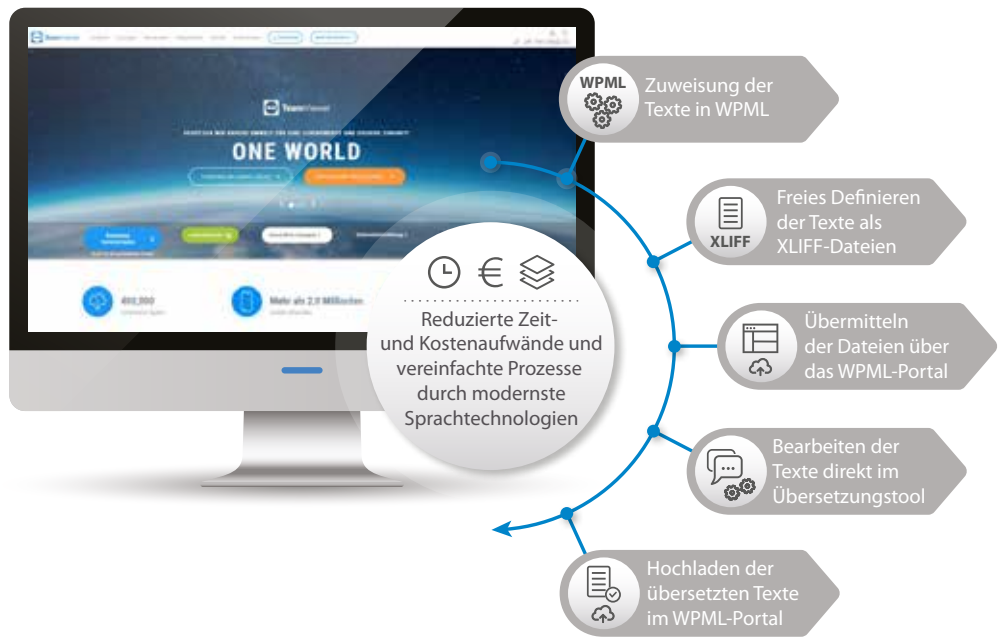 TeamViewer
ONE WORLD
Mehr als 2,0 Milliarden
WPML
Zuweisung der
Texte in WPML
XLIFF
Freies Definieren
der Texte als
XLIFF-Dateien
Übermitteln
der Dateien über
das WPML-Portal
Bearbeiten der
Texte direkt im
Übersetzungstool
Hochladen der
übersetzten Texte
im WPML-Portal
€
Reduzierte Zeit-
und Kostenaufwände und
vereinfachte Prozesse
durch modernste
Sprachtechnologien